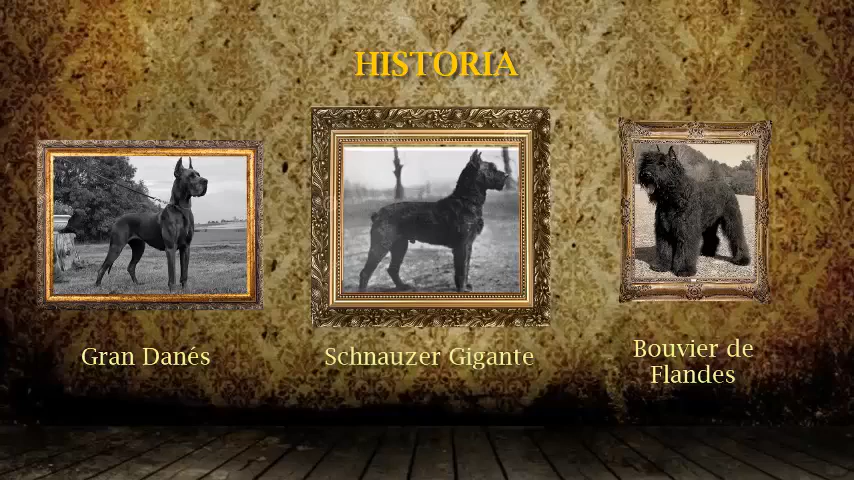 HISTORIA
Gran Danés
Schnauzer Gigante
Bouvier de
Flandes